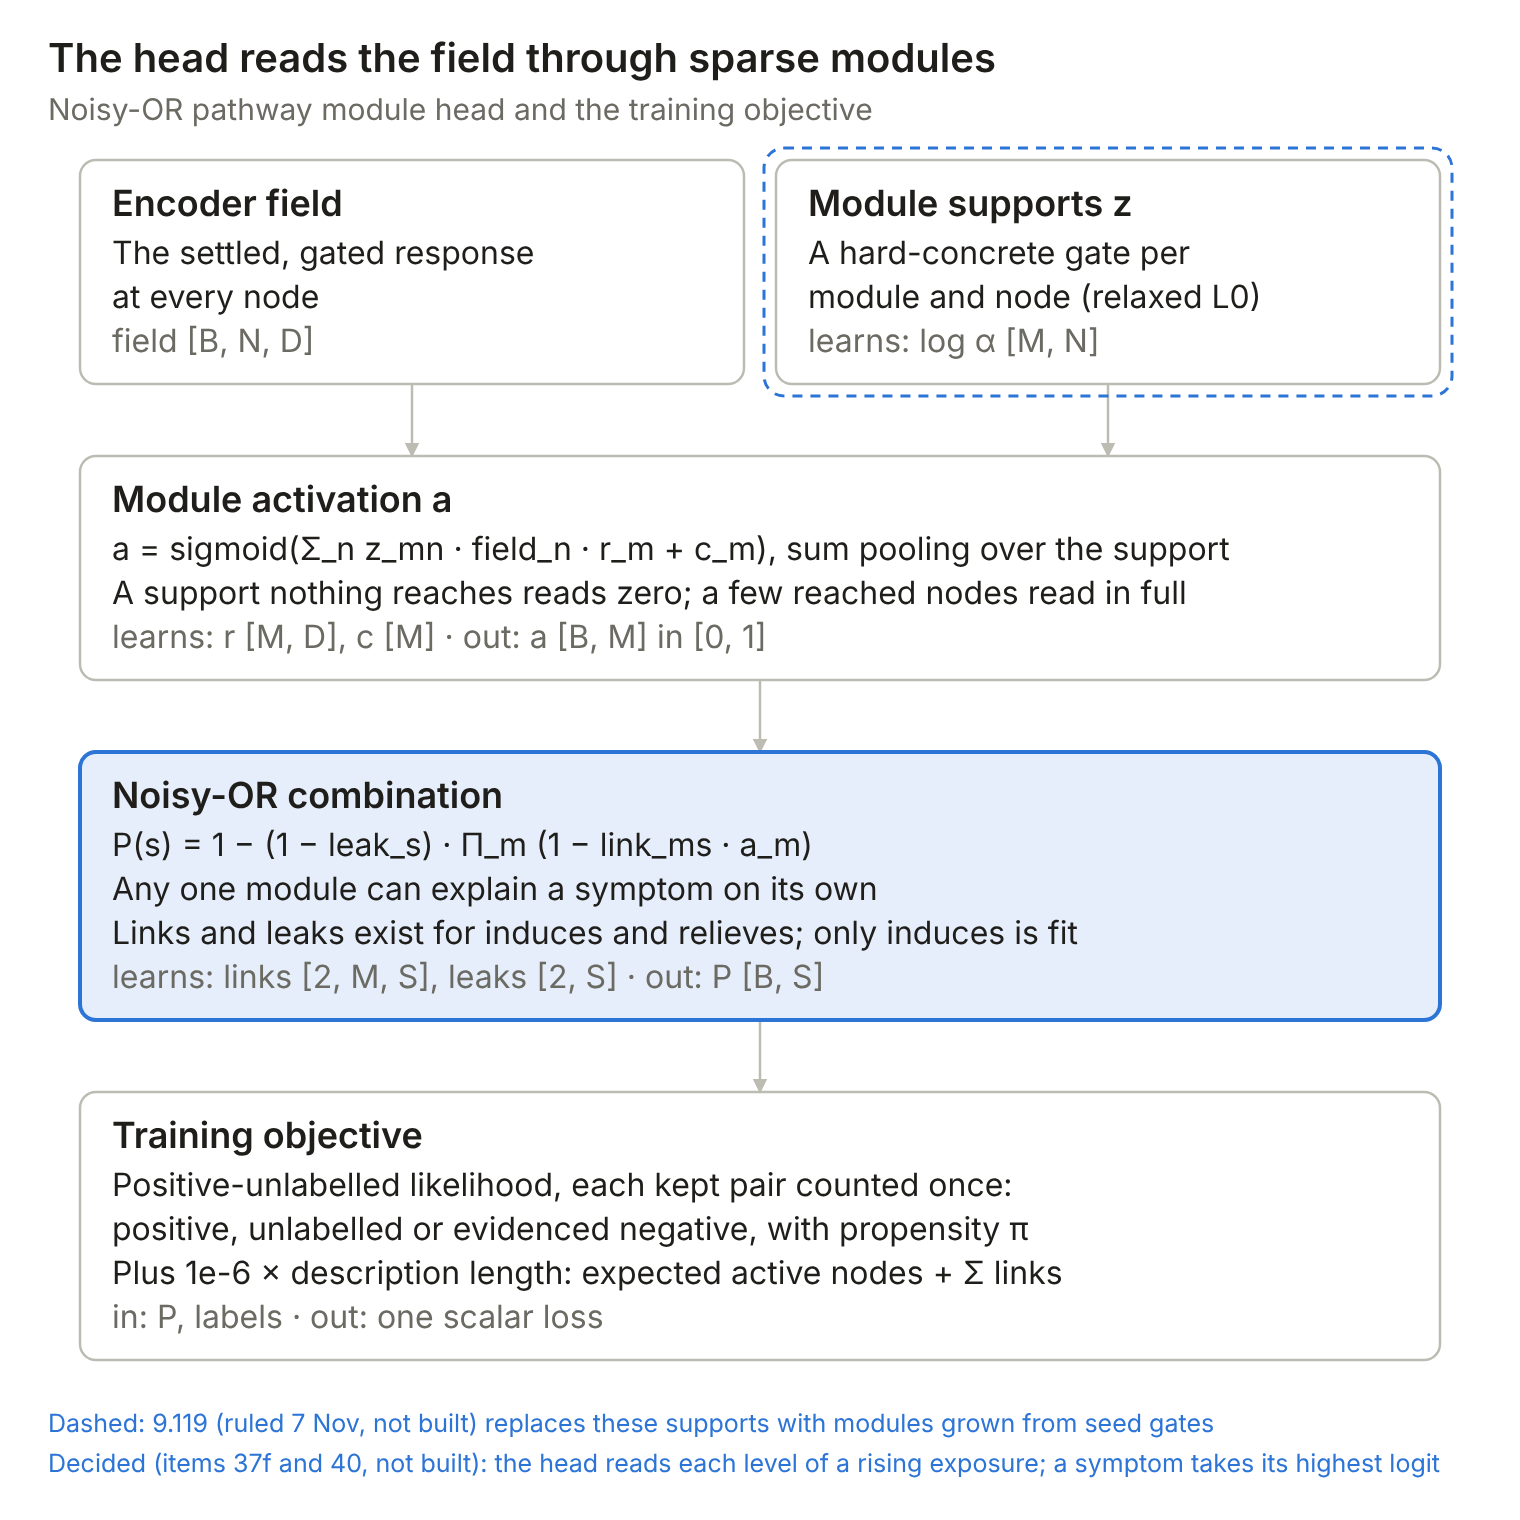 The head reads the field through sparse modules
Noisy-OR pathway module head and the training objective
Encoder field
The settled, gated response
at every node
field [B, N, D]
Module supports z
A hard-concrete gate per
module and node (relaxed L0)
learns: log α [M, N]
Module activation a
a = sigmoid(Σ_n z_mn · field_n · r_m + c_m), sum pooling over the support
A support nothing reaches reads zero; a few reached nodes read in full
learns: r [M, D], c [M] · out: a [B, M] in [0, 1]
Noisy-OR combination
P(s) = 1 − (1 − leak_s) · Π_m (1 − link_ms · a_m)
Any one module can explain a symptom on its own
Links and leaks exist for induces and relieves; only induces is fit
learns: links [2, M, S], leaks [2, S] · out: P [B, S]
Training objective
Positive-unlabelled likelihood, each kept pair counted once:
positive, unlabelled or evidenced negative, with propensity π
Plus 1e-6 × description length: expected active nodes + Σ links
in: P, labels · out: one scalar loss
Dashed: 9.119 (ruled 7 Nov, not built) replaces these supports with modules grown from seed gates
Decided (items 37f and 40, not built): the head reads each level of a rising exposure; a symptom takes its highest logit